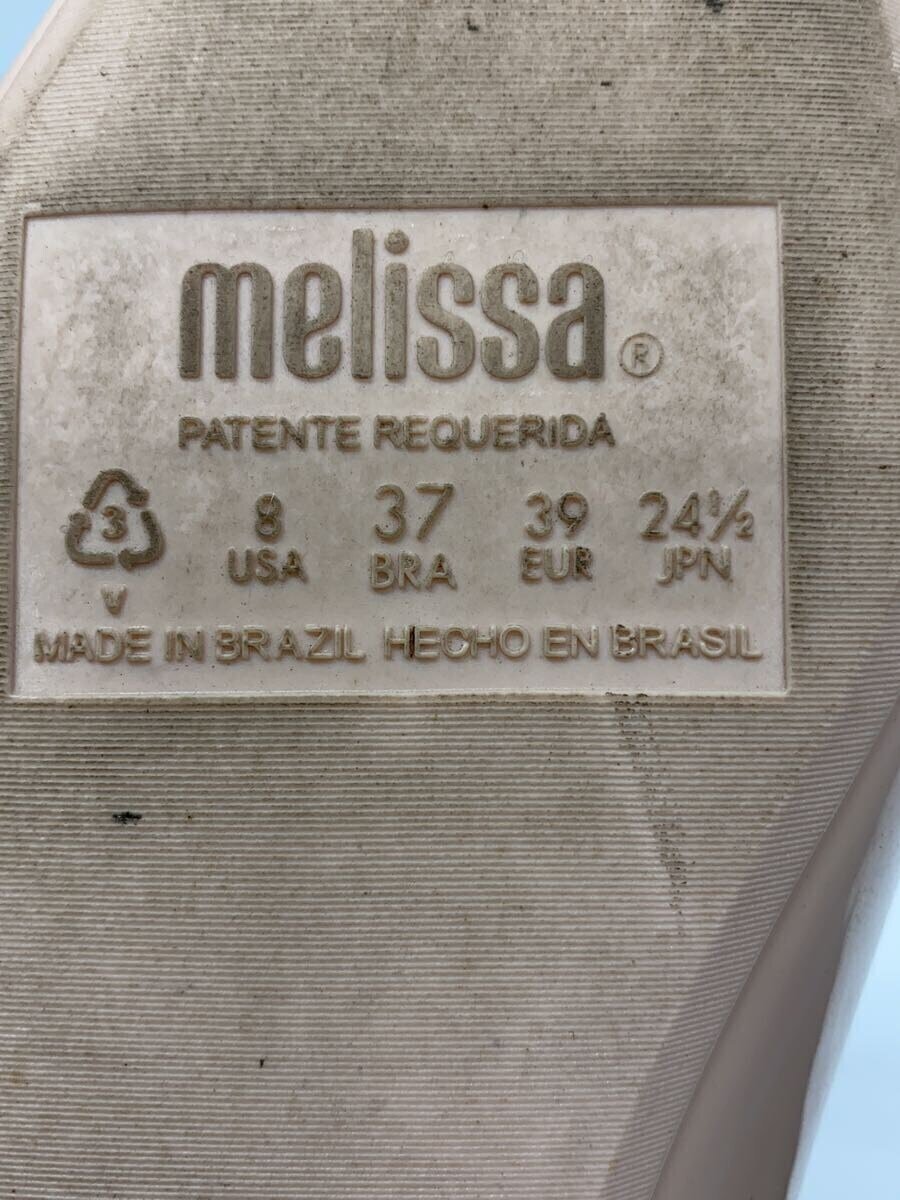 melissa®
PATENTE REQUERIDA
3 8 37 39 24½
V USA BRA EUR JPN
MADE IN BRAZIL HECHO EN BRASIL